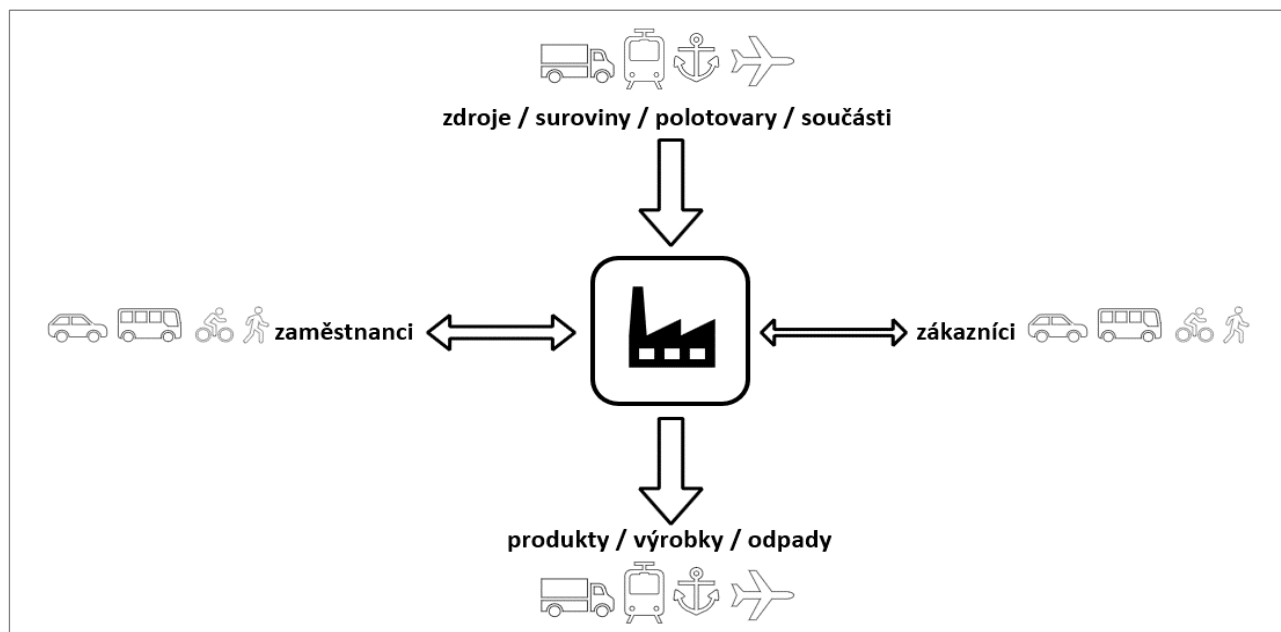 zdroje / suroviny / polotovary / součásti
zaměstnanci
zákazníci
produkty / výrobky / odpady